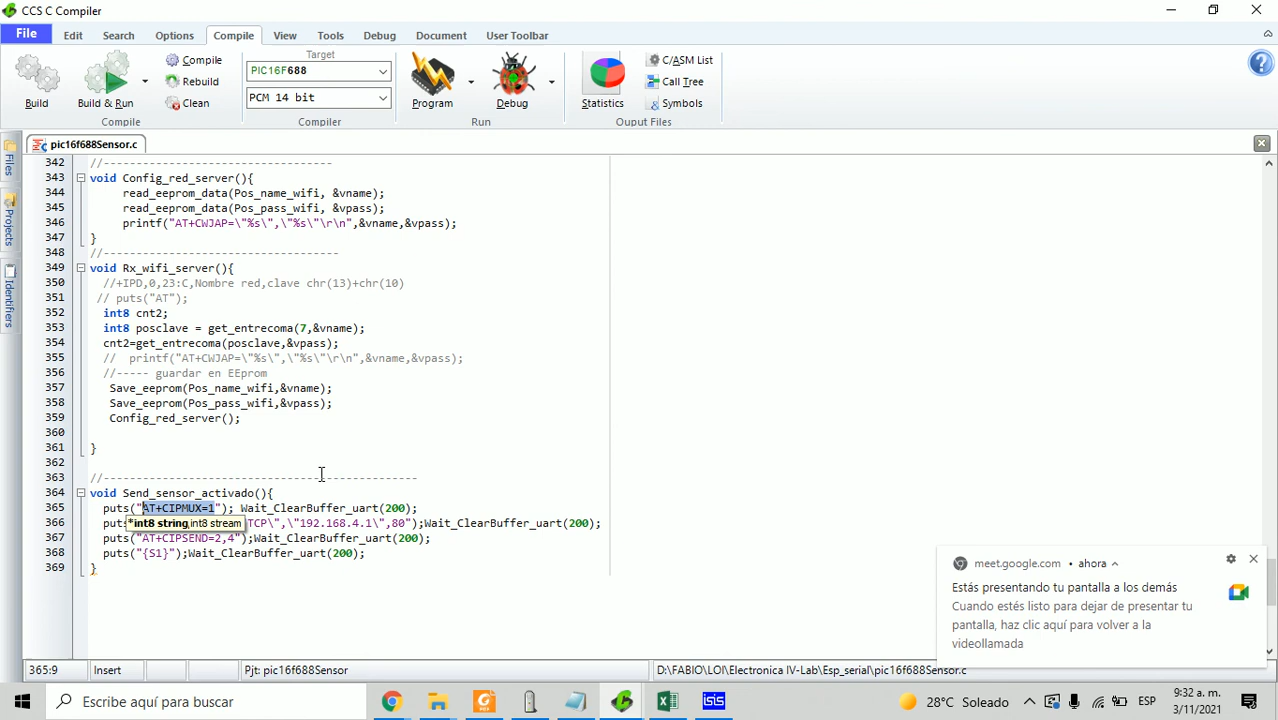 CCS C Compiler
File Edit Search Options Compile View Tools Debug Document User Toolbar
Build
Build & Run
Compile
Rebuild
Clean
Compile
Target
PIC16F688
PCM 14 bit
Compiler
Program
Debug
Run
Statistics
C/ASM List
Call Tree
Symbols
Ouput Files
Files
Projects
Identifiers
pic16f688Sensor.c
342 //----------------------------------
343 void Config_red_server(){
344 read_eeprom_data(Pos_name_wifi, &vname);
345 read_eeprom_data(Pos_pass_wifi, &vpass);
346 printf("AT+CWJAP=\"%s\",\"%s\"\r\n",&vname,&vpass);
347 }
348 //-----------------------------------
349 void Rx_wifi_server(){
350 //+IPD,0,23:C,Nombre red,clave chr(13)+chr(10)
351 // puts("AT");
352 int8 cnt2;
353 int8 posclave = get_entrecoma(7,&vname);
354 cnt2=get_entrecoma(posclave,&vpass);
355 // printf("AT+CWJAP=\"%s\",\"%s\"\r\n",&vname,&vpass);
356 //----- guardar en EEprom
357 Save_eeprom(Pos_name_wifi,&vname);
358 Save_eeprom(Pos_pass_wifi,&vpass);
359 Config_red_server();
360
361 }
362
363 //----------------------------------------------
364 void Send_sensor_activado(){
365 puts("AT+CIPMUX=1"); Wait_ClearBuffer_uart(200);
366 puts TCP\",\"192.168.4.1\",80");Wait_ClearBuffer_uart(200);
*int8 string,int8 stream
367 puts("AT+CIPSEND=2,4");Wait_ClearBuffer_uart(200);
368 puts("{S1}");Wait_ClearBuffer_uart(200);
369 }
meet.google.com • ahora
Estás presentando tu pantalla a los demás
Cuando estés listo para dejar de presentar tu
pantalla, haz clic aquí para volver a la
videollamada
365:9 Insert Pjt: pic16f688Sensor D:\FABIO\LOI\Electronica IV-Lab\Esp_serial\pic16f688Sensor.c
Escribe aquí para buscar
isis
28°C Soleado
ESP
9:32 a. m.
3/11/2021